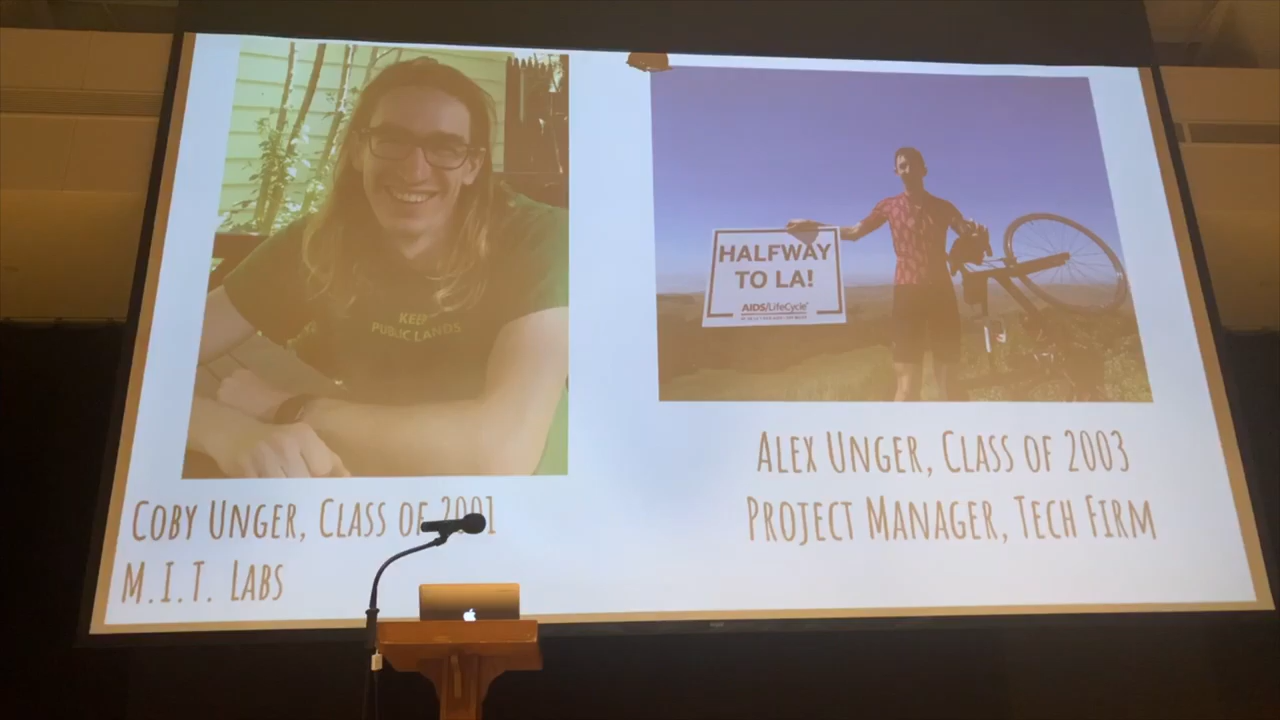 KEEP
PUBLIC LANDS
COBY UNGER, CLASS OF 2001
M.I.T. LABS
HALFWAY
TO LA!
AIDS/LifeCycle
ALEX UNGER, CLASS OF 2003
PROJECT MANAGER, TECH FIRM